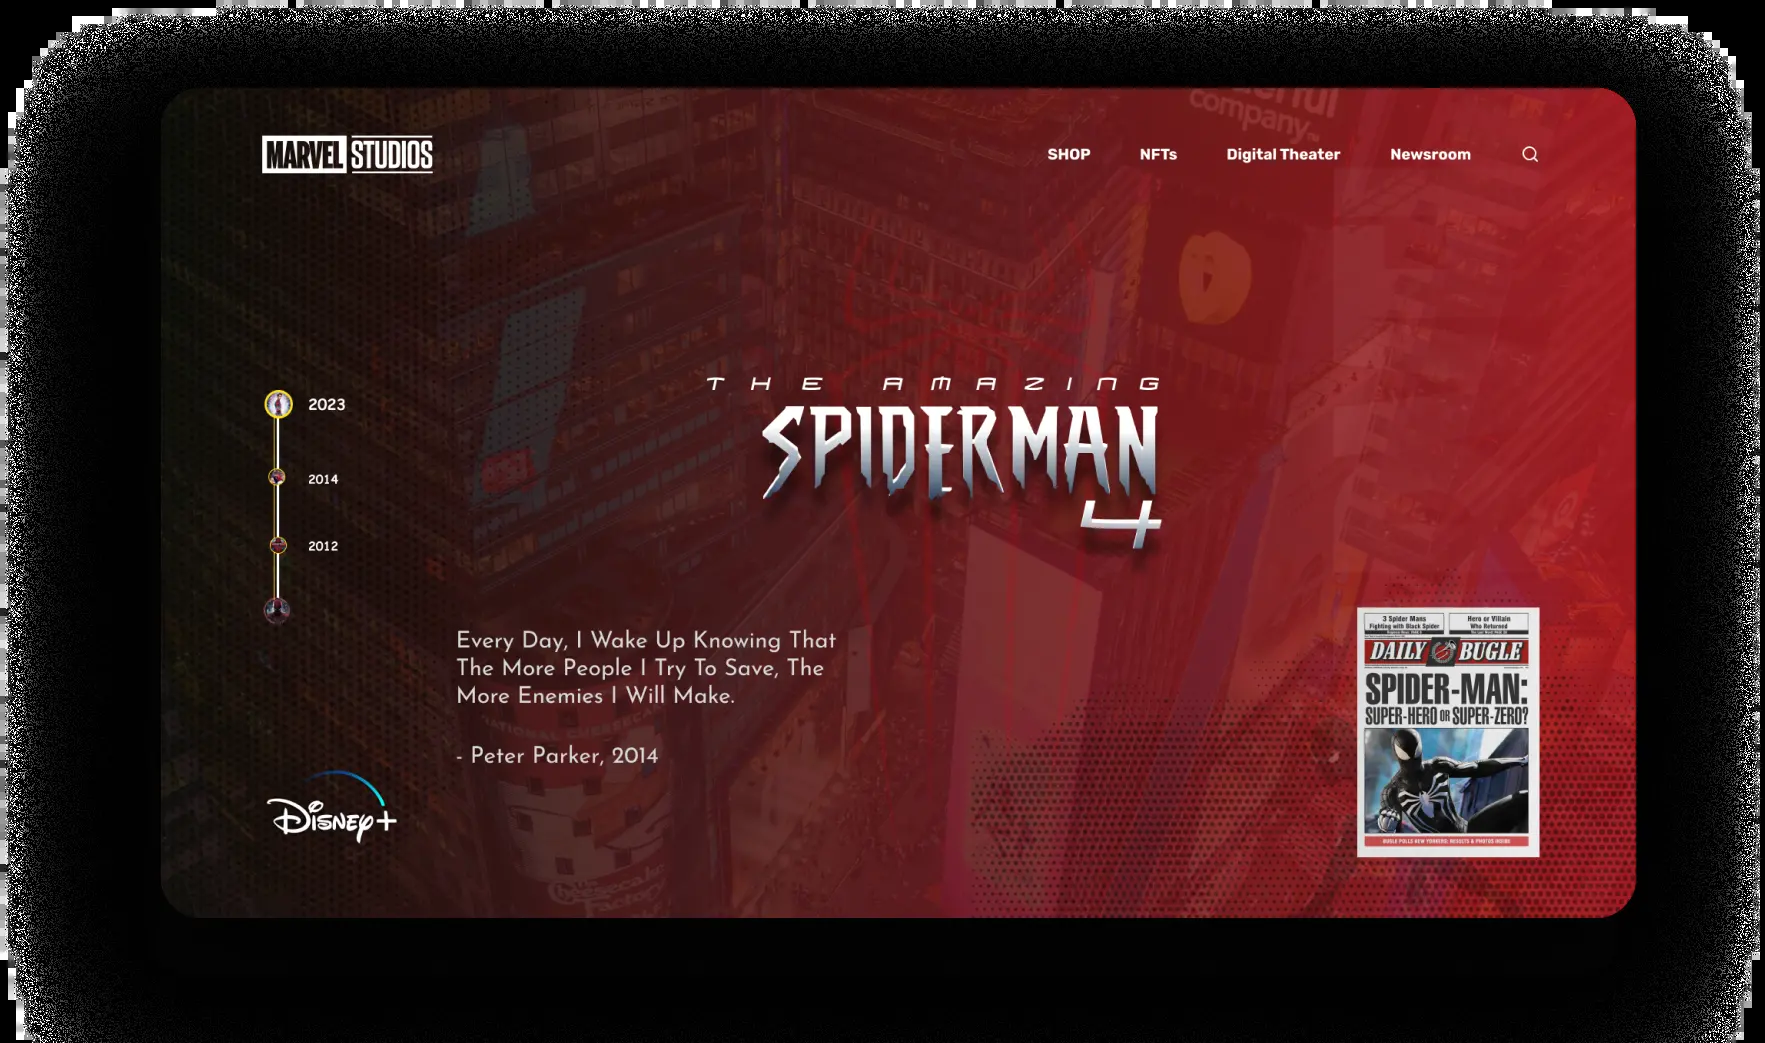 MARVEL STUDIOS
SHOP
NFTs
Digital Theater
Newsroom
company
2023
2014
2012
THE AMAZING
SPIDERMAN
4
Every Day, I Wake Up Knowing That
The More People I Try To Save, The
More Enemies I Will Make.
- Peter Parker, 2014
Disney+
Cheesecake
Factory
3 Spider Mans
Fighting with Black Spider
Hero or Villain
Who Returned
DAILY BUGLE
SPIDER-MAN:
SUPER-HERO OR SUPER-ZERO?
BUGLE POLLS NEW YORKERS; RESULTS & PHOTOS INSIDE